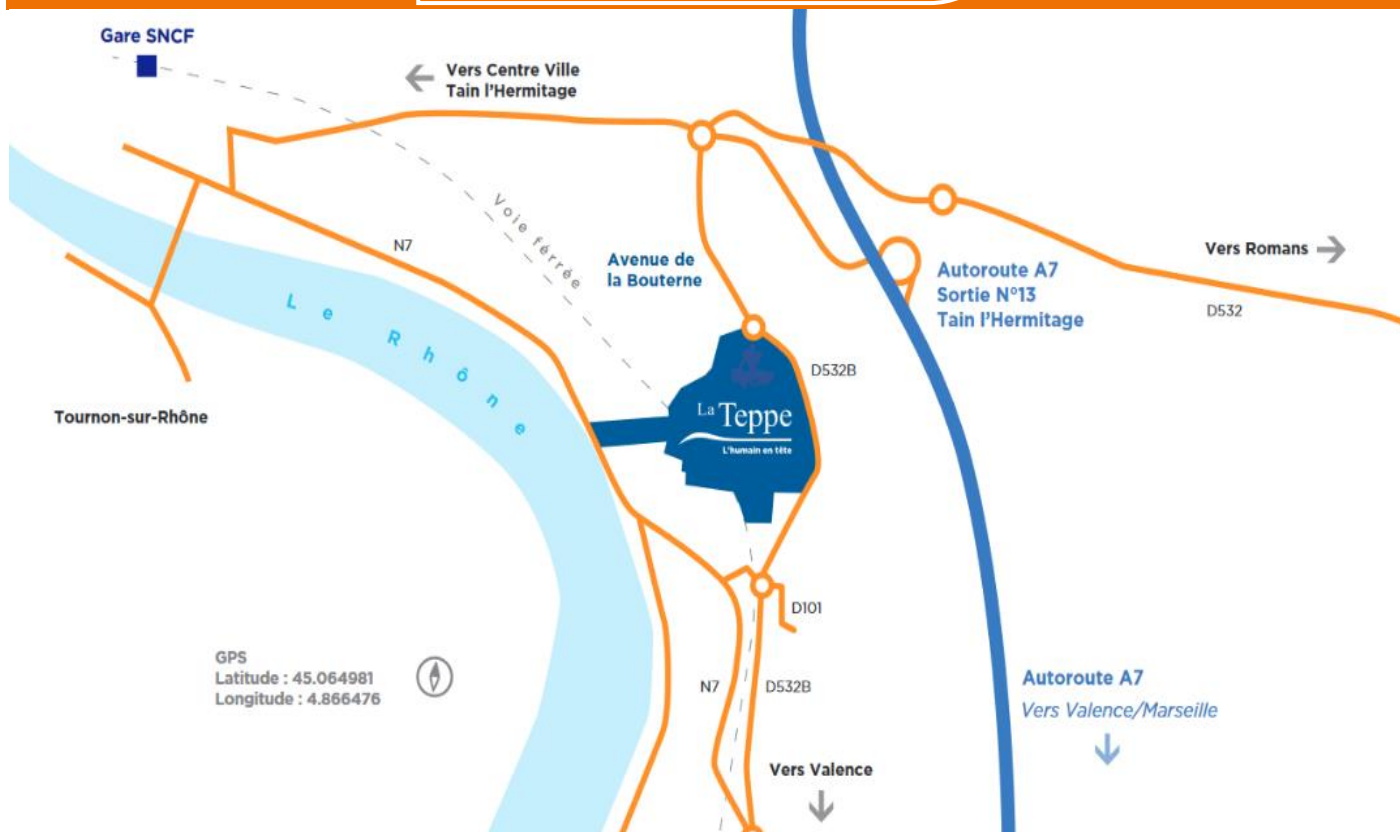 Gare SNCF
Vers Centre Ville
Tain l'Hermitage
Voie férrée
N7
Avenue de
la Bouterne
Vers Romans
Autoroute A7
Sortie N°13
Tain l'Hermitage
D532
Le Rhône
D532B
Tournon-sur-Rhône
La Teppe
L'humain en tête
D101
GPS
Latitude : 45.064981
Longitude : 4.866476
N7
D532B
Autoroute A7
Vers Valence/Marseille
Vers Valence